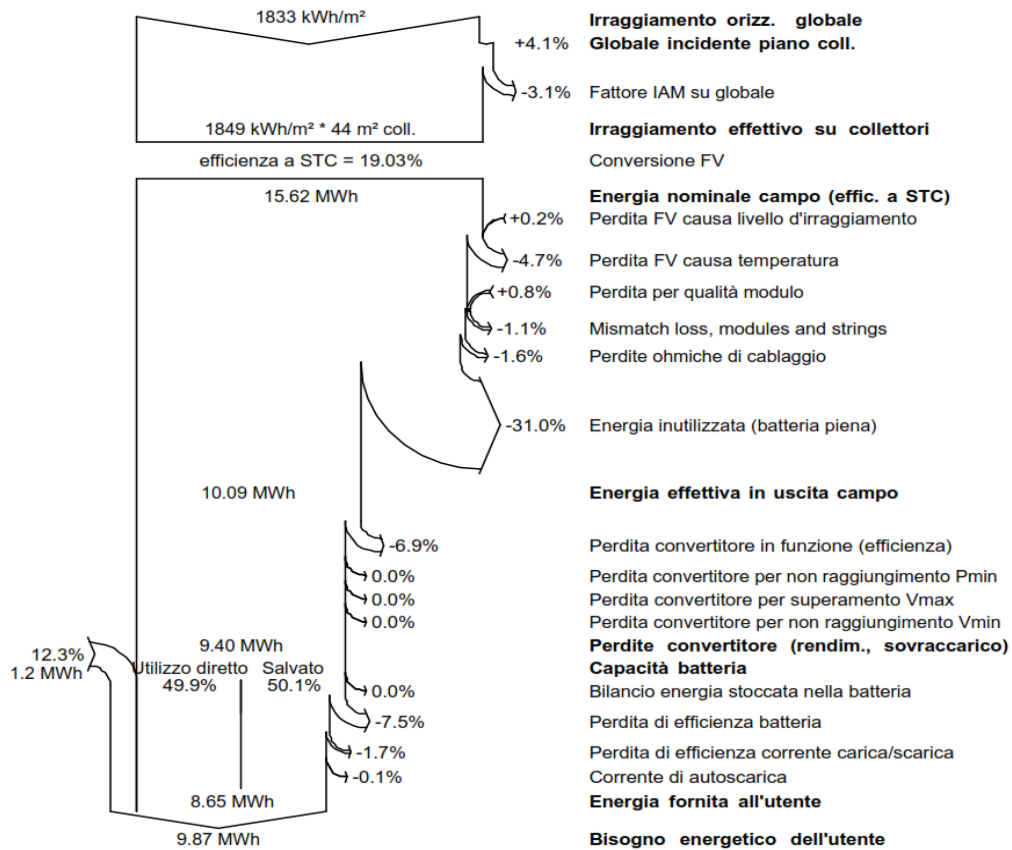 1833 kWh/m² Irraggiamento orizz. globale
+4.1% Globale incidente piano coll.
-3.1% Fattore IAM su globale
1849 kWh/m² * 44 m² coll. Irraggiamento effettivo su collettori
efficienza a STC = 19.03% Conversione FV
15.62 MWh Energia nominale campo (effic. a STC)
+0.2% Perdita FV causa livello d'irraggiamento
-4.7% Perdita FV causa temperatura
+0.8% Perdita per qualità modulo
-1.1% Mismatch loss, modules and strings
-1.6% Perdite ohmiche di cablaggio
-31.0% Energia inutilizzata (batteria piena)
10.09 MWh Energia effettiva in uscita campo
-6.9% Perdita convertitore in funzione (efficienza)
0.0% Perdita convertitore per non raggiungimento Pmin
0.0% Perdita convertitore per superamento Vmax
0.0% Perdita convertitore per non raggiungimento Vmin
12.3% 9.40 MWh Perdite convertitore (rendim., sovraccarico)
1.2 MWh Utilizzo diretto Salvato Capacità batteria
49.9% 50.1% 0.0% Bilancio energia stoccata nella batteria
-7.5% Perdita di efficienza batteria
-1.7% Perdita di efficienza corrente carica/scarica
-0.1% Corrente di autoscarica
8.65 MWh Energia fornita all'utente
9.87 MWh Bisogno energetico dell'utente